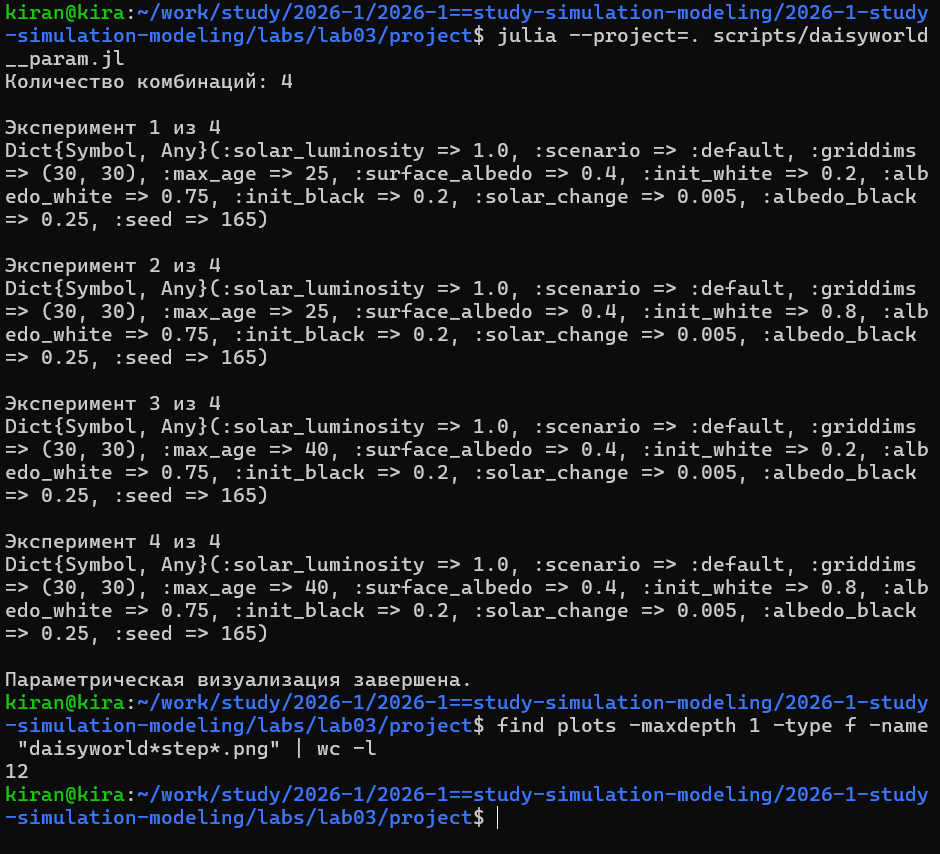 kiran@kira:~/work/study/2026-1/2026-1==study-simulation-modeling/2026-1-study
-simulation-modeling/labs/lab03/project$ julia --project=. scripts/daisyworld
__param.jl
Количество комбинаций: 4

Эксперимент 1 из 4
Dict{Symbol, Any}(:solar_luminosity => 1.0, :scenario => :default, :griddims
=> (30, 30), :max_age => 25, :surface_albedo => 0.4, :init_white => 0.2, :alb
edo_white => 0.75, :init_black => 0.2, :solar_change => 0.005, :albedo_black
=> 0.25, :seed => 165)

Эксперимент 2 из 4
Dict{Symbol, Any}(:solar_luminosity => 1.0, :scenario => :default, :griddims
=> (30, 30), :max_age => 25, :surface_albedo => 0.4, :init_white => 0.8, :alb
edo_white => 0.75, :init_black => 0.2, :solar_change => 0.005, :albedo_black
=> 0.25, :seed => 165)

Эксперимент 3 из 4
Dict{Symbol, Any}(:solar_luminosity => 1.0, :scenario => :default, :griddims
=> (30, 30), :max_age => 40, :surface_albedo => 0.4, :init_white => 0.2, :alb
edo_white => 0.75, :init_black => 0.2, :solar_change => 0.005, :albedo_black
=> 0.25, :seed => 165)

Эксперимент 4 из 4
Dict{Symbol, Any}(:solar_luminosity => 1.0, :scenario => :default, :griddims
=> (30, 30), :max_age => 40, :surface_albedo => 0.4, :init_white => 0.8, :alb
edo_white => 0.75, :init_black => 0.2, :solar_change => 0.005, :albedo_black
=> 0.25, :seed => 165)

Параметрическая визуализация завершена.
kiran@kira:~/work/study/2026-1/2026-1==study-simulation-modeling/2026-1-study
-simulation-modeling/labs/lab03/project$ find plots -maxdepth 1 -type f -name
 "daisyworld*step*.png" | wc -l
12
kiran@kira:~/work/study/2026-1/2026-1==study-simulation-modeling/2026-1-study
-simulation-modeling/labs/lab03/project$